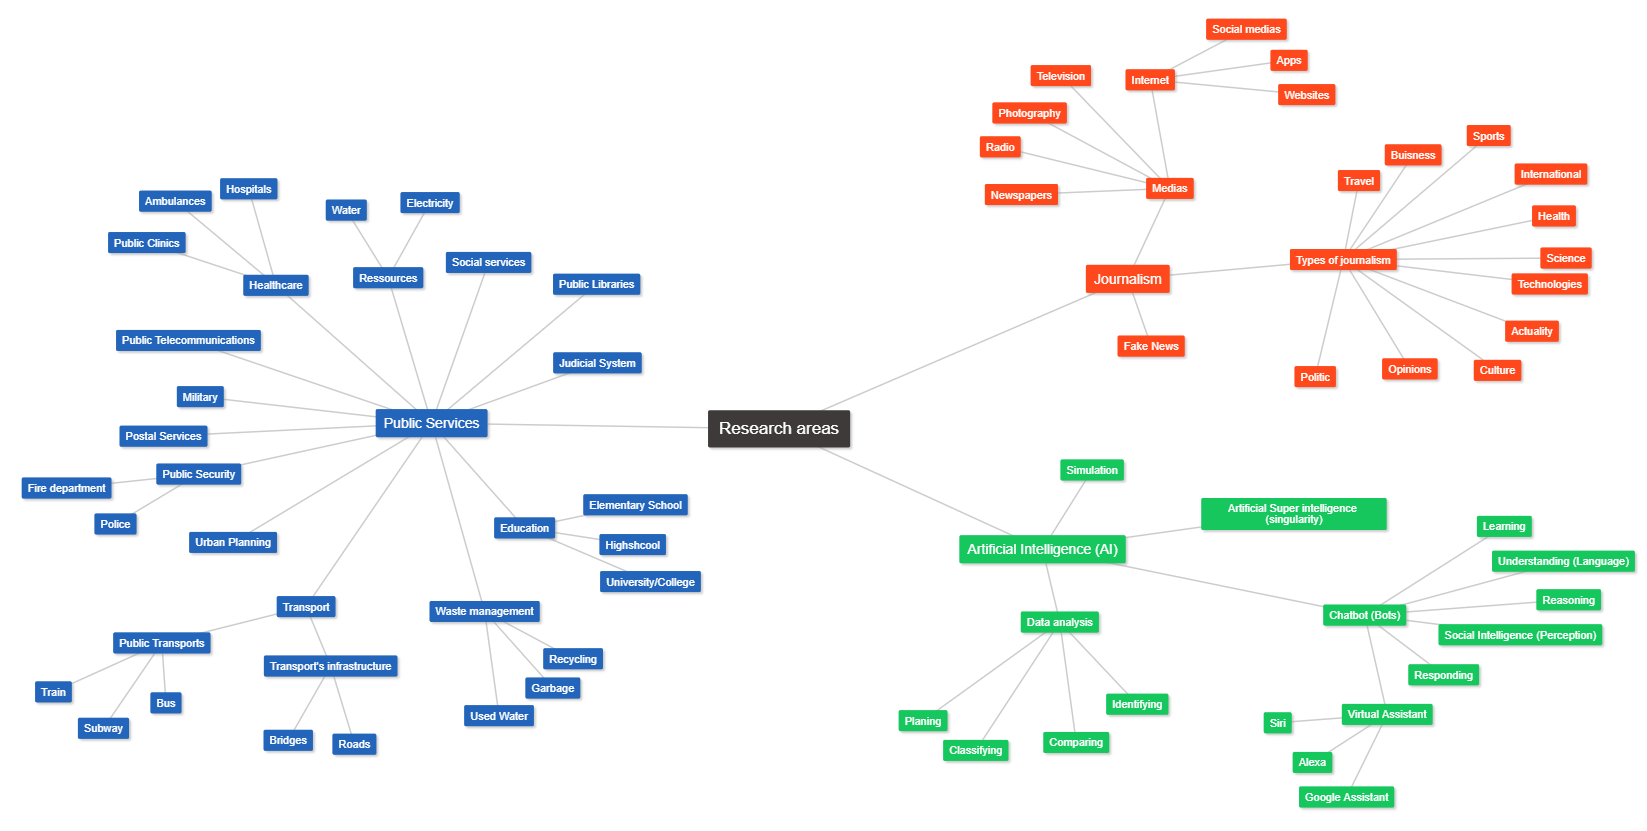 Research areas
Public Services
Healthcare
Ambulances
Hospitals
Public Clinics
Ressources
Water
Electricity
Social services
Public Libraries
Judicial System
Public Telecommunications
Military
Postal Services
Public Security
Fire department
Police
Urban Planning
Education
Elementary School
Highshcool
University/College
Transport
Public Transports
Train
Subway
Bus
Transport's infrastructure
Bridges
Roads
Waste management
Recycling
Garbage
Used Water
Journalism
Medias
Internet
Social medias
Apps
Websites
Television
Photography
Radio
Newspapers
Fake News
Types of journalism
Travel
Buisness
Sports
International
Health
Science
Technologies
Actuality
Culture
Opinions
Politic
Artificial Intelligence (AI)
Simulation
Artificial Super intelligence
(singularity)
Data analysis
Planing
Classifying
Comparing
Identifying
Chatbot (Bots)
Learning
Understanding (Language)
Reasoning
Social Intelligence (Perception)
Responding
Virtual Assistant
Siri
Alexa
Google Assistant